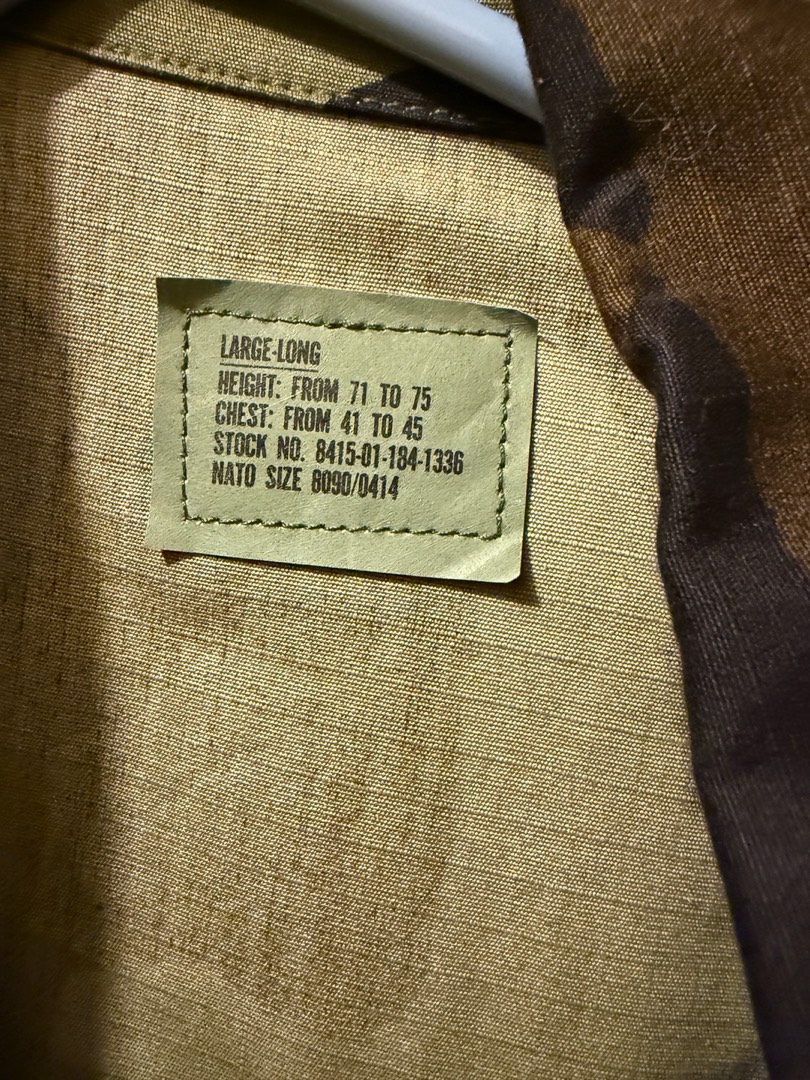 LARGE-LONG
HEIGHT: FROM 71 TO 75
CHEST: FROM 41 TO 45
STOCK NO. 8415-01-184-1336
NATO SIZE 8090/0414